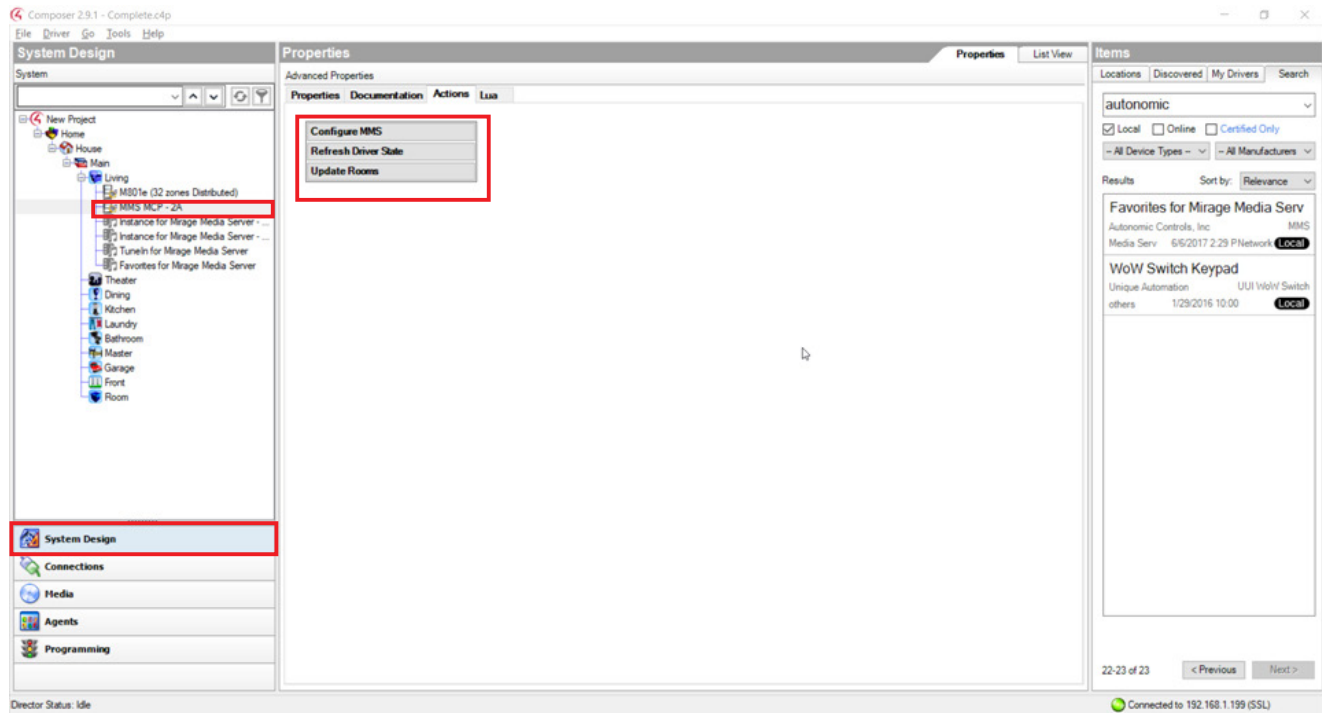 Composer 2.9.1 - Complete.c4p
File Driver Go Tools Help
System Design
System
New Project
Home
House
Main
Living
M801e (32 zones Distributed)
MMS MCP - 2A
Instance for Mirage Media Server - ...
Instance for Mirage Media Server - ...
TuneIn for Mirage Media Server
Favorites for Mirage Media Server
Theater
Dining
Kitchen
Laundry
Bathroom
Master
Garage
Front
Room
System Design
Connections
Media
Agents
Programming
Director Status: Idle
Properties
Properties List View
Advanced Properties
Properties Documentation Actions Lua
Configure MMS
Refresh Driver State
Update Rooms
Items
Locations Discovered My Drivers Search
autonomic
Local Online Certified Only
-- All Device Types -- -- All Manufacturers
Results Sort by: Relevance
Favorites for Mirage Media Serv
Autonomic Controls, Inc MMS
Media Serv 6/6/2017 2:29 P Network Local
WoW Switch Keypad
Unique Automation UUI WoW Switch
others 1/29/2016 10:00 Local
22-23 of 23 < Previous Next >
Connected to 192.168.1.199 (SSL)